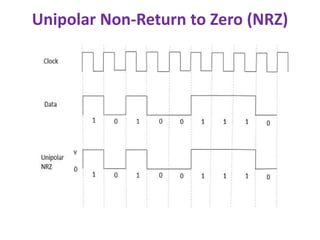 Unipolar Non-Return to Zero (NRZ)
Clock
Data
1 0 1 0 0 1 1 1 0
v
Unipolar
NRZ 0
1 0 1 0 0 1 1 1 0